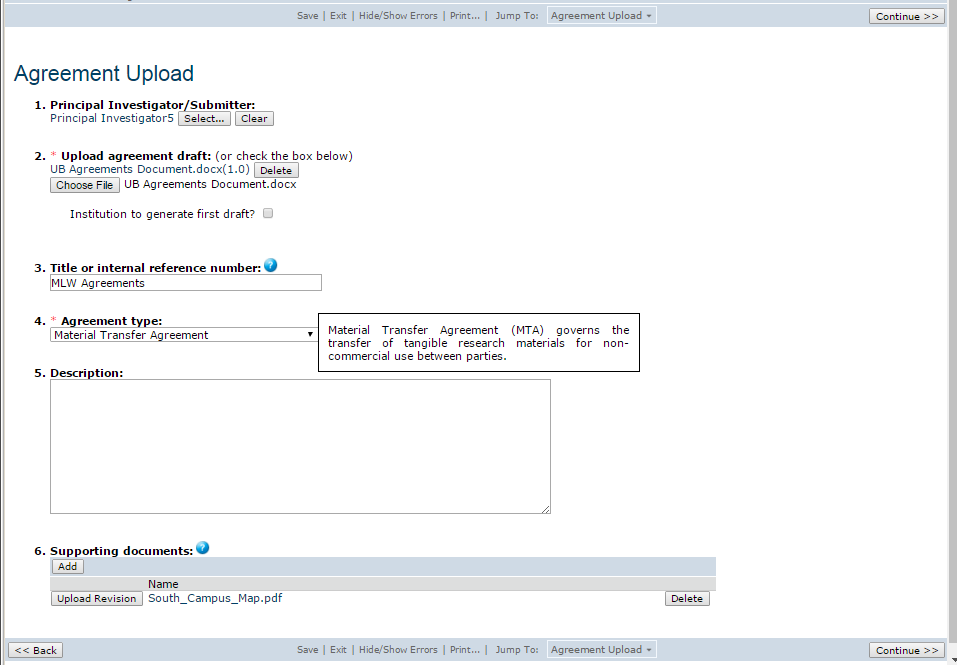 Save | Exit | Hide/Show Errors | Print... | Jump To: Agreement Upload Continue >>
Agreement Upload
1. Principal Investigator/Submitter:
Principal Investigator5 Select... Clear
2. * Upload agreement draft: (or check the box below)
UB Agreements Document.docx(1.0) Delete
Choose File UB Agreements Document.docx
Institution to generate first draft?
3. Title or internal reference number: ?
MLW Agreements
4. * Agreement type:
Material Transfer Agreement
Material Transfer Agreement (MTA) governs the
transfer of tangible research materials for non-
commercial use between parties.
5. Description:
6. Supporting documents: ?
Add
Name
Upload Revision South_Campus_Map.pdf Delete
<< Back Save | Exit | Hide/Show Errors | Print... | Jump To: Agreement Upload Continue >>